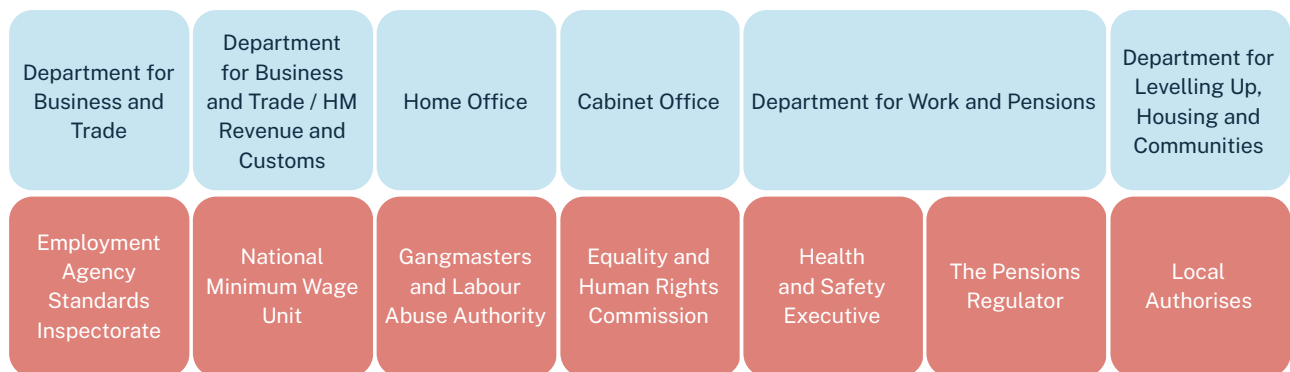 Department for
Business and
Trade
Department
for Business
and Trade / HM
Revenue and
Customs
Home Office
Cabinet Office
Department for Work and Pensions
Department for
Levelling Up,
Housing and
Communities
Employment
Agency
Standards
Inspectorate
National
Minimum Wage
Unit
Gangmasters
and Labour
Abuse Authority
Equality and
Human Rights
Commission
Health
and Safety
Executive
The Pensions
Regulator
Local
Authorises